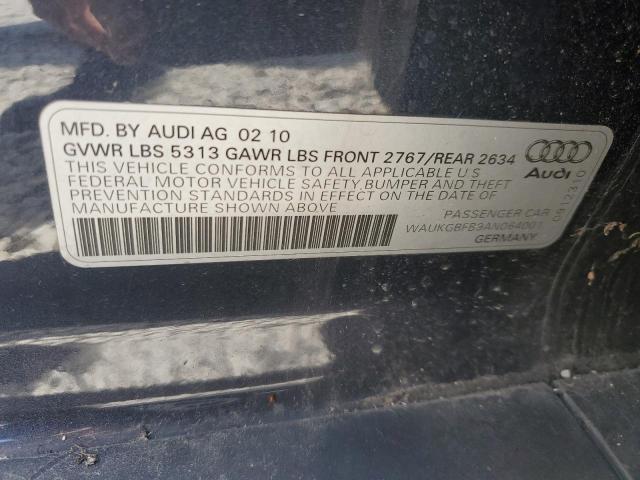 MFD. BY AUDI AG 02 10
GVWR LBS 5313 GAWR LBS FRONT 2767/REAR 2634
THIS VEHICLE CONFORMS TO ALL APPLICABLE U S
FEDERAL MOTOR VEHICLE SAFETY, BUMPER AND THEFT
PREVENTION STANDARDS IN EFFECT ON THE DATE OF
MANUFACTURE SHOWN ABOVE
PASSENGER CAR
WAUKGBFB3AN064001
GERMANY
Audi